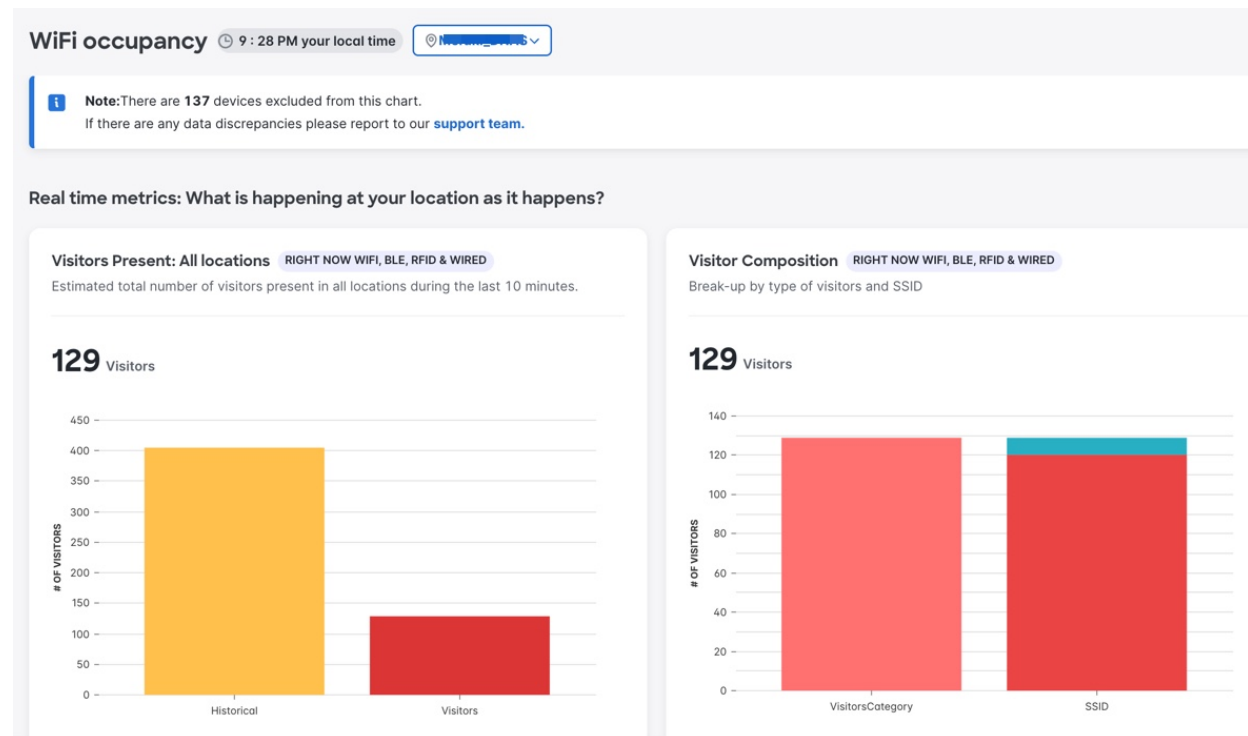 WiFi occupancy 9 : 28 PM your local time
Note:There are 137 devices excluded from this chart.
If there are any data discrepancies please report to our support team.
Real time metrics: What is happening at your location as it happens?
Visitors Present: All locations RIGHT NOW WIFI, BLE, RFID & WIRED
Estimated total number of visitors present in all locations during the last 10 minutes.
129 Visitors
# OF VISITORS
450
400
350
300
250
200
150
100
50
0
Historical Visitors
Visitor Composition RIGHT NOW WIFI, BLE, RFID & WIRED
Break-up by type of visitors and SSID
129 Visitors
# OF VISITORS
140
120
100
80
60
40
20
0
VisitorsCategory SSID